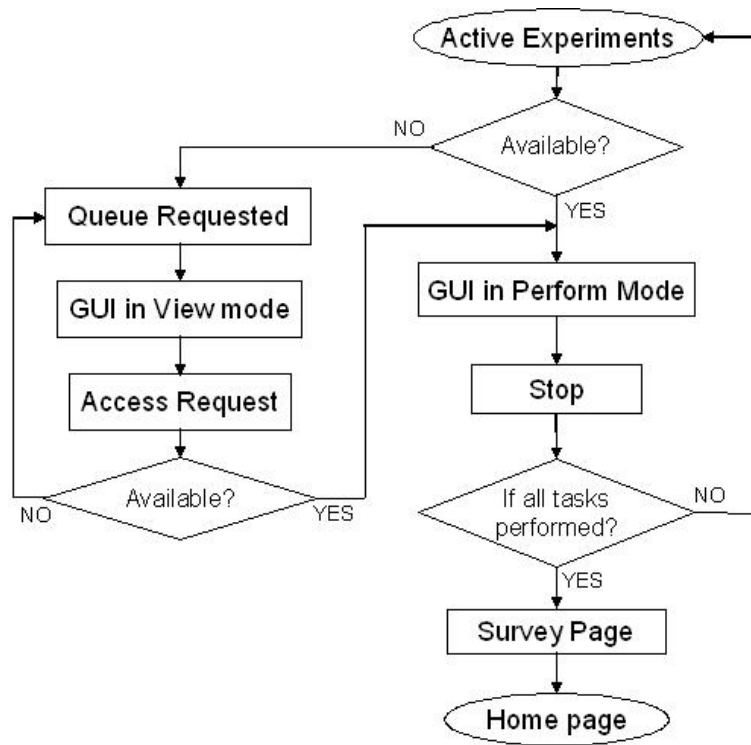 Active Experiments
NO
Available?
YES
Queue Requested
GUI in View mode
Access Request
Available?
NO
YES
GUI in Perform Mode
Stop
If all tasks
performed?
NO
YES
Survey Page
Home page